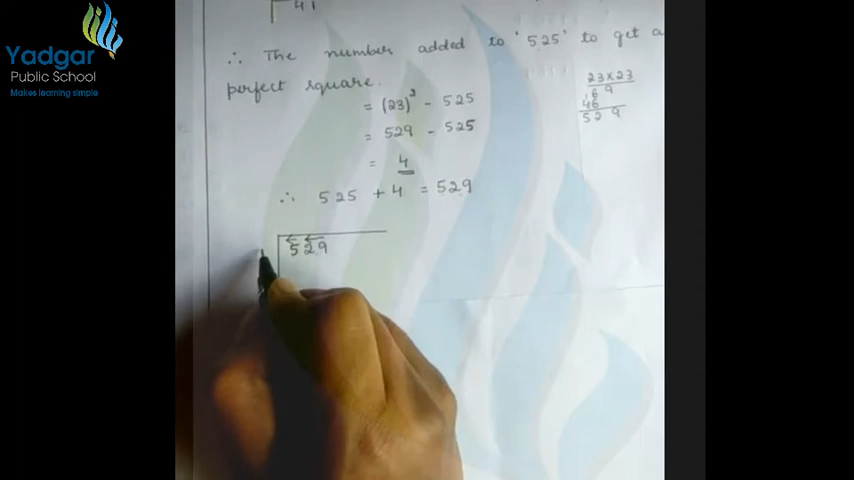 41
Yadgar
Public School
Makes learning simple
∴ The number added to '525' to get a
perfect square.
= (23)² - 525
= 529 - 525
= 4
∴ 525 + 4 = 529
529
23×23
69
46
529